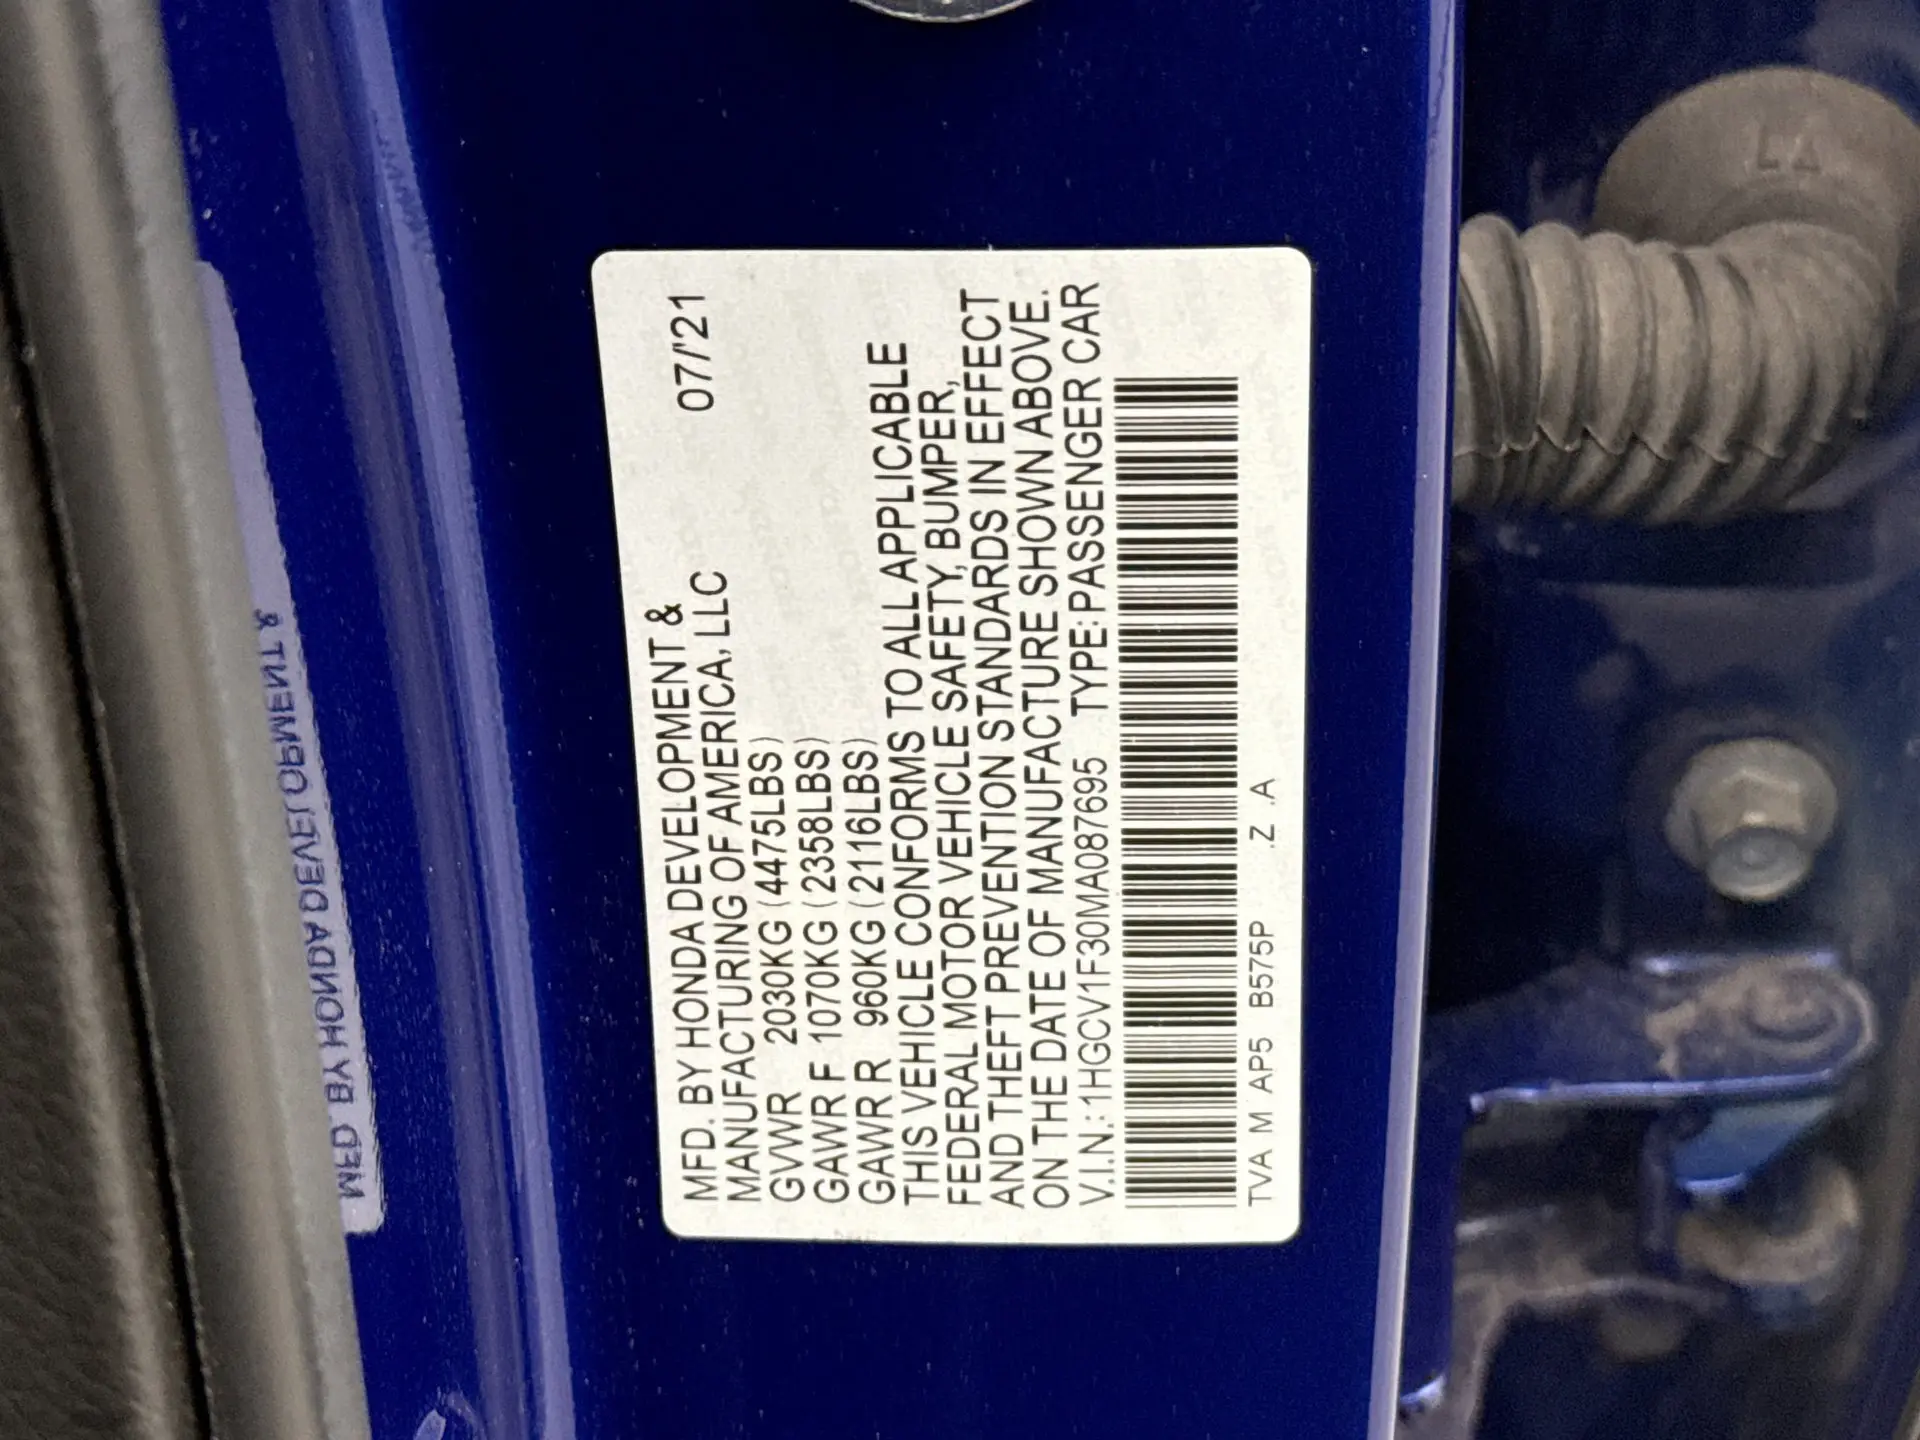 MFD. BY HONDA DEVELOPMENT &
MANUFACTURING OF AMERICA, LLC 07/'21
GVWR 2030KG (4475LBS)
GAWR F 1070KG (2358LBS)
GAWR R 960KG (2116LBS)
THIS VEHICLE CONFORMS TO ALL APPLICABLE
FEDERAL MOTOR VEHICLE SAFETY, BUMPER,
AND THEFT PREVENTION STANDARDS IN EFFECT
ON THE DATE OF MANUFACTURE SHOWN ABOVE.
V.I.N.:1HGCV1F30MA087695 TYPE:PASSENGER CAR
TVA M AP5 B575P .Z .A
MFD. BY HONDA DEVELOPMENT &